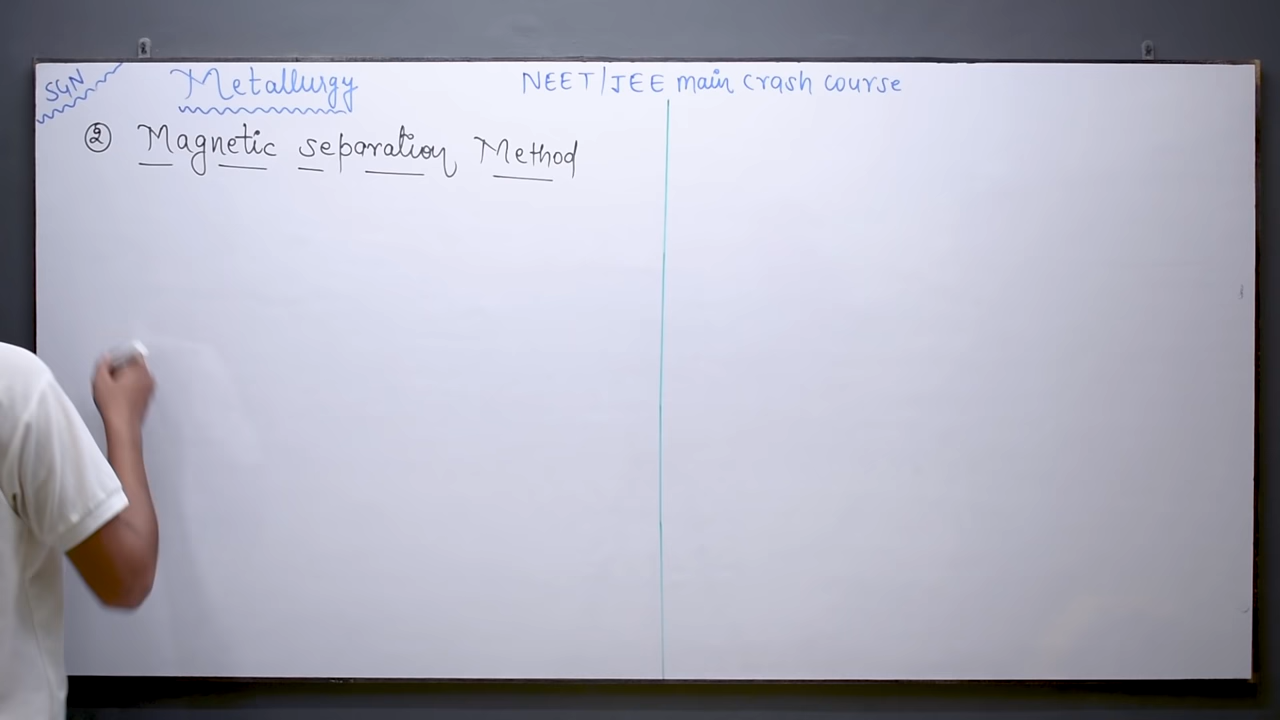 SGN
Metallurgy
NEET/JEE main crash course
② Magnetic separation Method